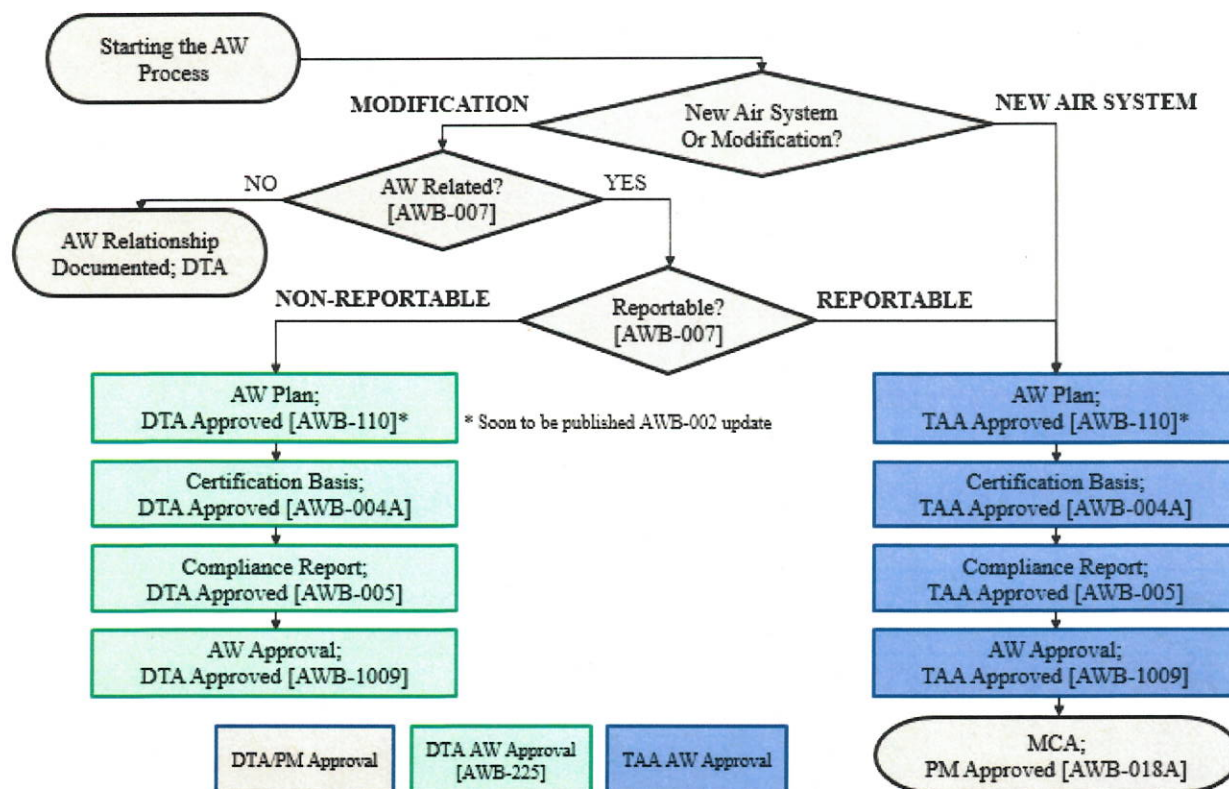 Starting the AW
Process
MODIFICATION
New Air System
Or Modification?
NEW AIR SYSTEM
NO
AW Related?
[AWB-007]
YES
AW Relationship
Documented; DTA
NON-REPORTABLE
Reportable?
[AWB-007]
REPORTABLE
AW Plan;
DTA Approved [AWB-110]*
* Soon to be published AWB-002 update
AW Plan;
TAA Approved [AWB-110]*
Certification Basis;
DTA Approved [AWB-004A]
Certification Basis;
TAA Approved [AWB-004A]
Compliance Report;
DTA Approved [AWB-005]
Compliance Report;
TAA Approved [AWB-005]
AW Approval;
DTA Approved [AWB-1009]
AW Approval;
TAA Approved [AWB-1009]
DTA/PM Approval
DTA AW Approval
[AWB-225]
TAA AW Approval
MCA;
PM Approved [AWB-018A]